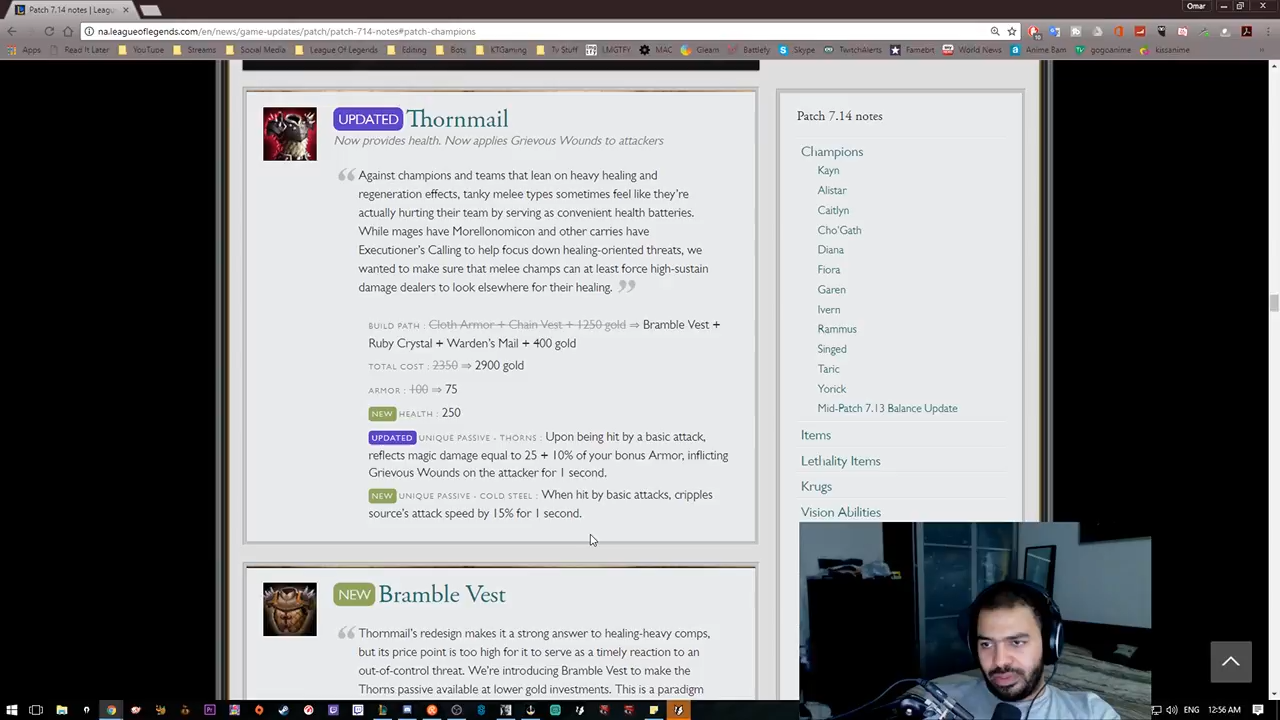 Patch 7.14 notes | Leagu
Omar
na.leagueoflegends.com/en/news/game-updates/patch/patch-714-notes#patch-champions
Apps Read It Later YouTube Streams Social Media League Of Legends Editing Bots KTGaming Tv Stuff LMGTFY MAC Gleam Battlefy Skype TwitchAlerts Famebit World News Anime Bam gogoanime kissanime
UPDATED Thornmail
Now provides health. Now applies Grievous Wounds to attackers
Against champions and teams that lean on heavy healing and
regeneration effects, tanky melee types sometimes feel like they're
actually hurting their team by serving as convenient health batteries.
While mages have Morellonomicon and other carries have
Executioner's Calling to help focus down healing-oriented threats, we
wanted to make sure that melee champs can at least force high-sustain
damage dealers to look elsewhere for their healing.
BUILD PATH : Cloth Armor + Chain Vest + 1250 gold ⇒ Bramble Vest +
Ruby Crystal + Warden's Mail + 400 gold
TOTAL COST : 2350 ⇒ 2900 gold
ARMOR : 100 ⇒ 75
NEW HEALTH : 250
UPDATED UNIQUE PASSIVE - THORNS : Upon being hit by a basic attack,
reflects magic damage equal to 25 + 10% of your bonus Armor, inflicting
Grievous Wounds on the attacker for 1 second.
NEW UNIQUE PASSIVE - COLD STEEL : When hit by basic attacks, cripples
source's attack speed by 15% for 1 second.
NEW Bramble Vest
Thornmail's redesign makes it a strong answer to healing-heavy comps,
but its price point is too high for it to serve as a timely reaction to an
out-of-control threat. We're introducing Bramble Vest to make the
Thorns passive available at lower gold investments. This is a paradigm
Patch 7.14 notes
Champions
Kayn
Alistar
Caitlyn
Cho'Gath
Diana
Fiora
Garen
Ivern
Rammus
Singed
Taric
Yorick
Mid-Patch 7.13 Balance Update
Items
Lethality Items
Krugs
Vision Abilities
ENG 12:56 AM